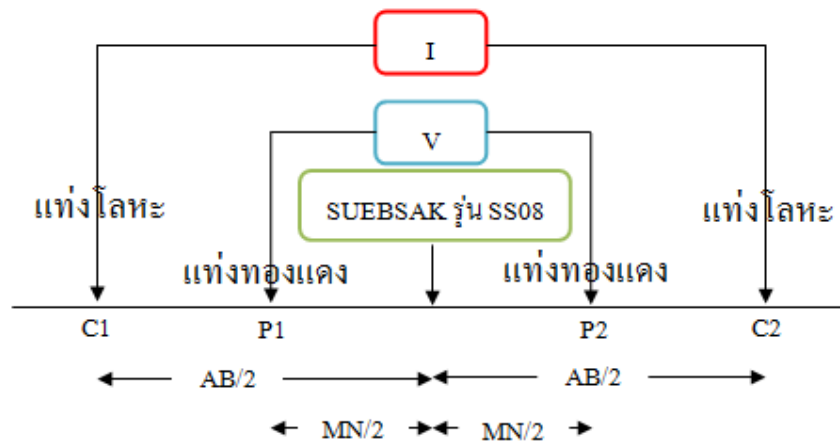 I
V
แท่งโลหะ
SUEBSAK รุ่น SS08
แท่งโลหะ
แท่งทองแดง
แท่งทองแดง
C1
P1
P2
C2
AB/2
AB/2
MN/2
MN/2